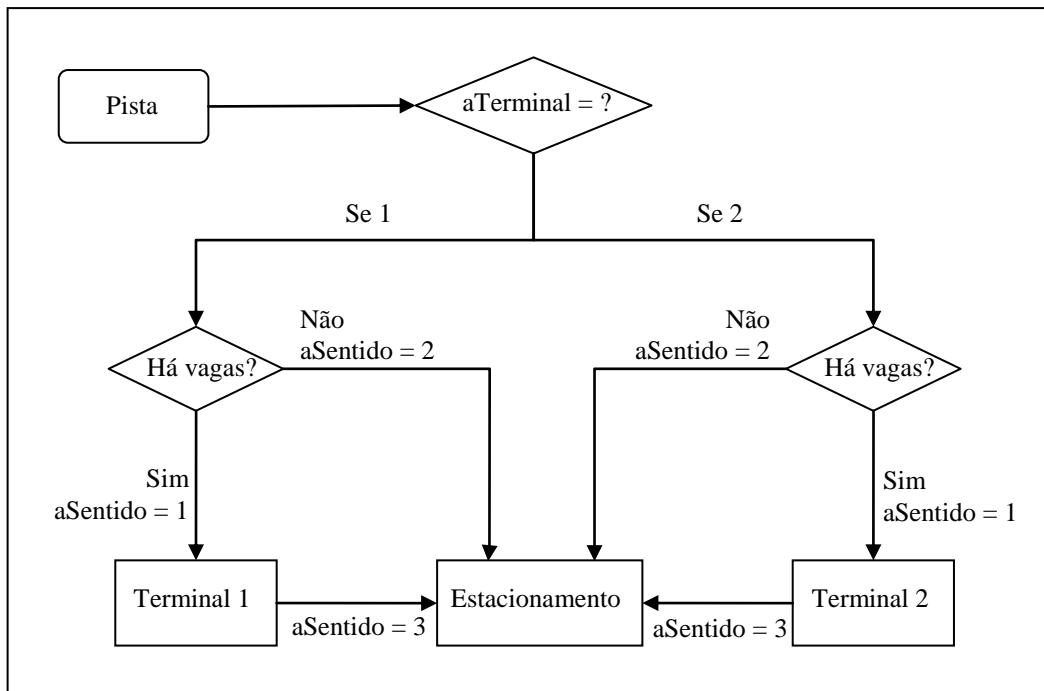 Pista
aTerminal = ?
Se 1
Se 2
Não
aSentido = 2
Não
aSentido = 2
Há vagas?
Há vagas?
Sim
aSentido = 1
Sim
aSentido = 1
Terminal 1
aSentido = 3
Estacionamento
aSentido = 3
Terminal 2